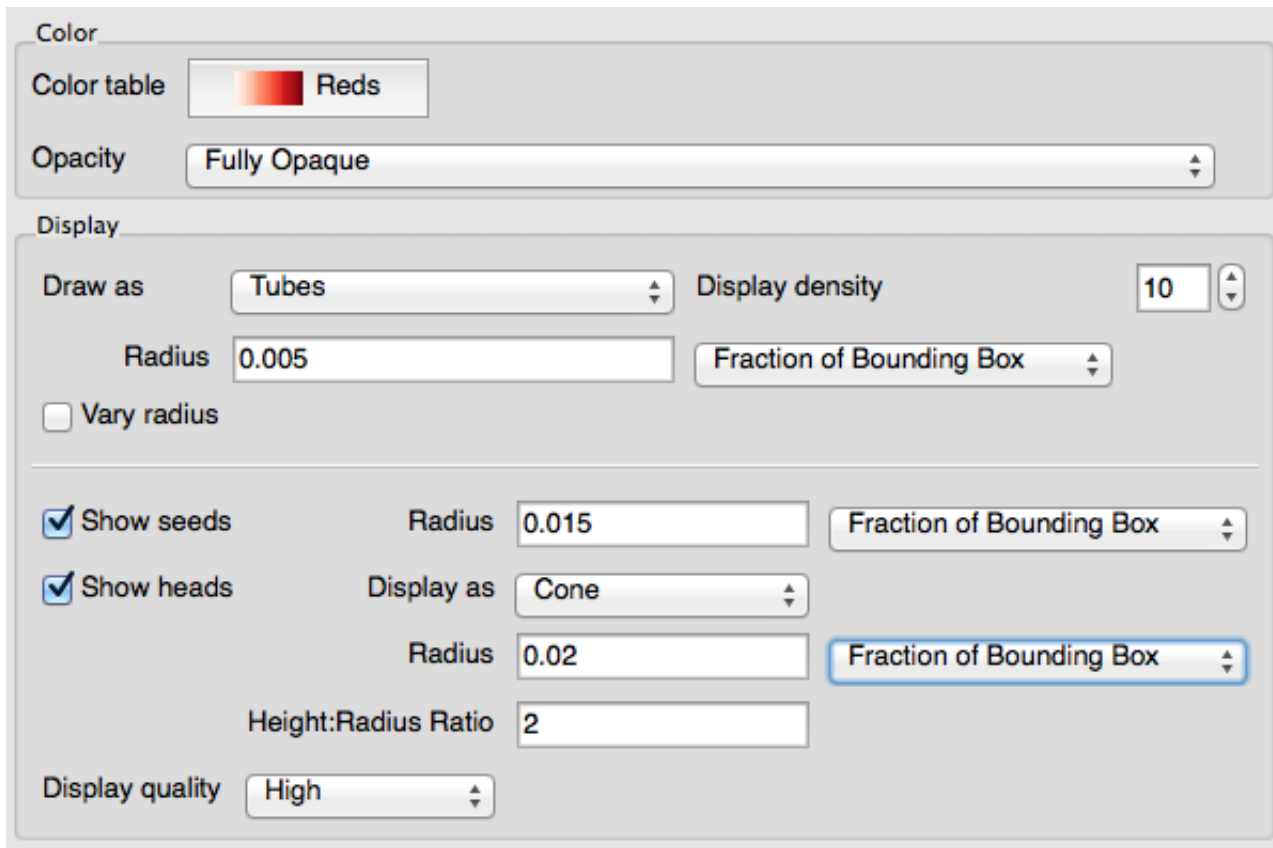 Color
Color table Reds
Opacity Fully Opaque
Display
Draw as Tubes Display density 10
Radius 0.005 Fraction of Bounding Box
Vary radius
Show seeds Radius 0.015 Fraction of Bounding Box
Show heads Display as Cone
Radius 0.02 Fraction of Bounding Box
Height:Radius Ratio 2
Display quality High